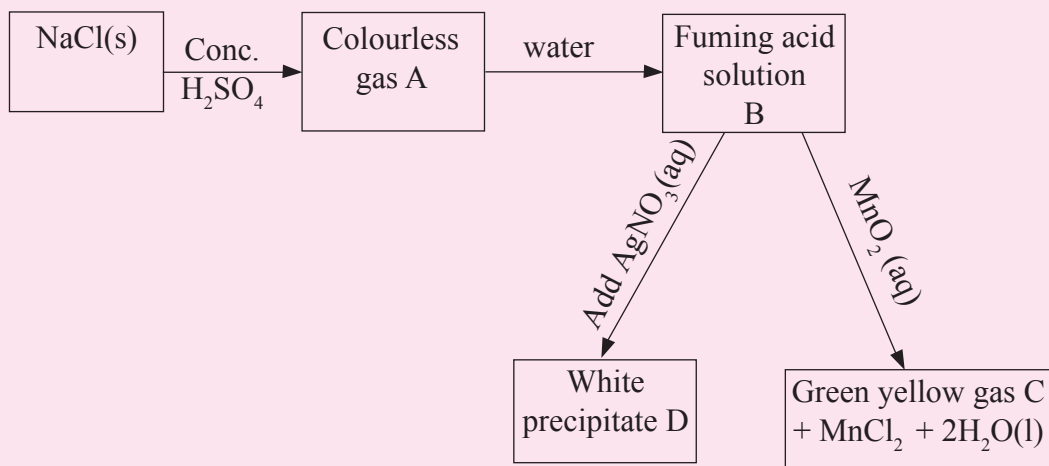 NaCl(s)
Conc.
H₂SO₄
Colourless
gas A
water
Fuming acid
solution
B
Add AgNO₃(aq)
MnO₂ (aq)
White
precipitate D
Green yellow gas C
+ MnCl₂ + 2H₂O(l)